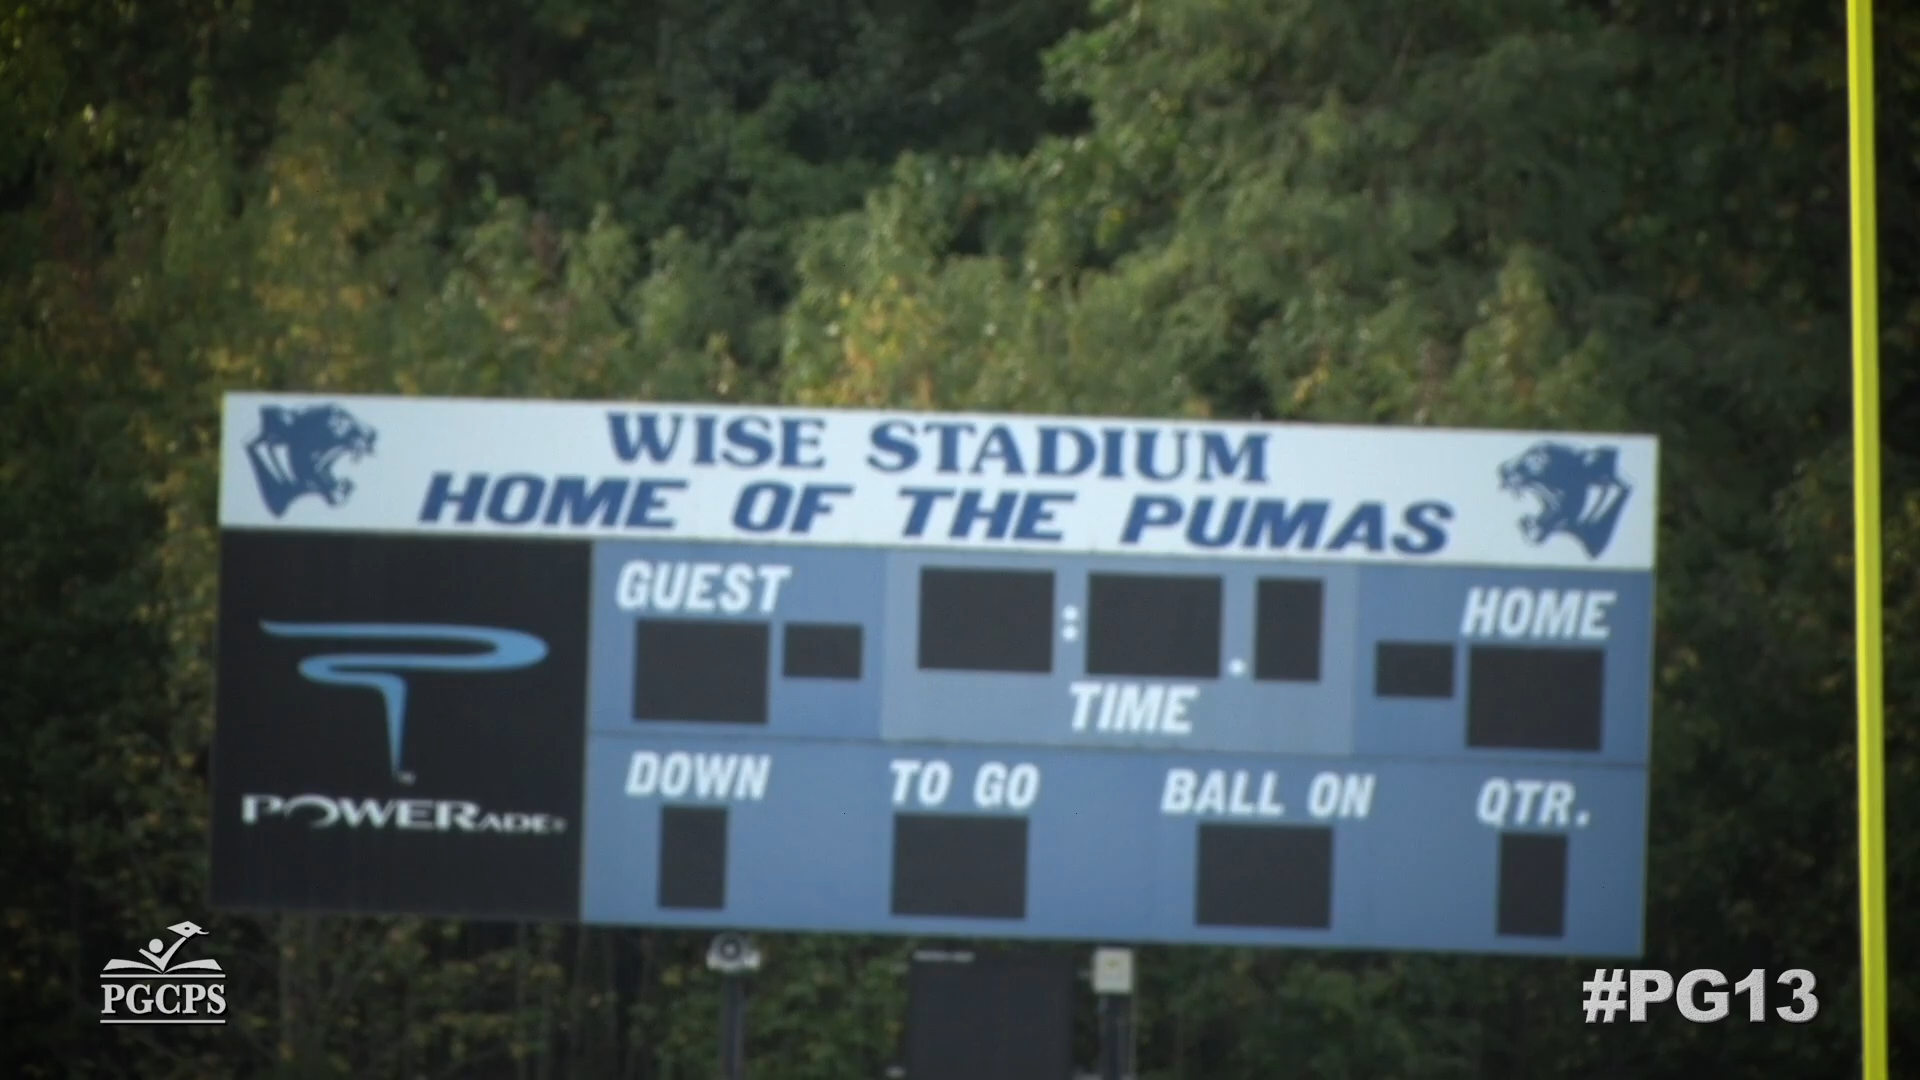 WISE STADIUM
HOME OF THE PUMAS
GUEST
:
.
HOME
TIME
POWERADE
DOWN
TO GO
BALL ON
QTR.
PGCPS
#PG13